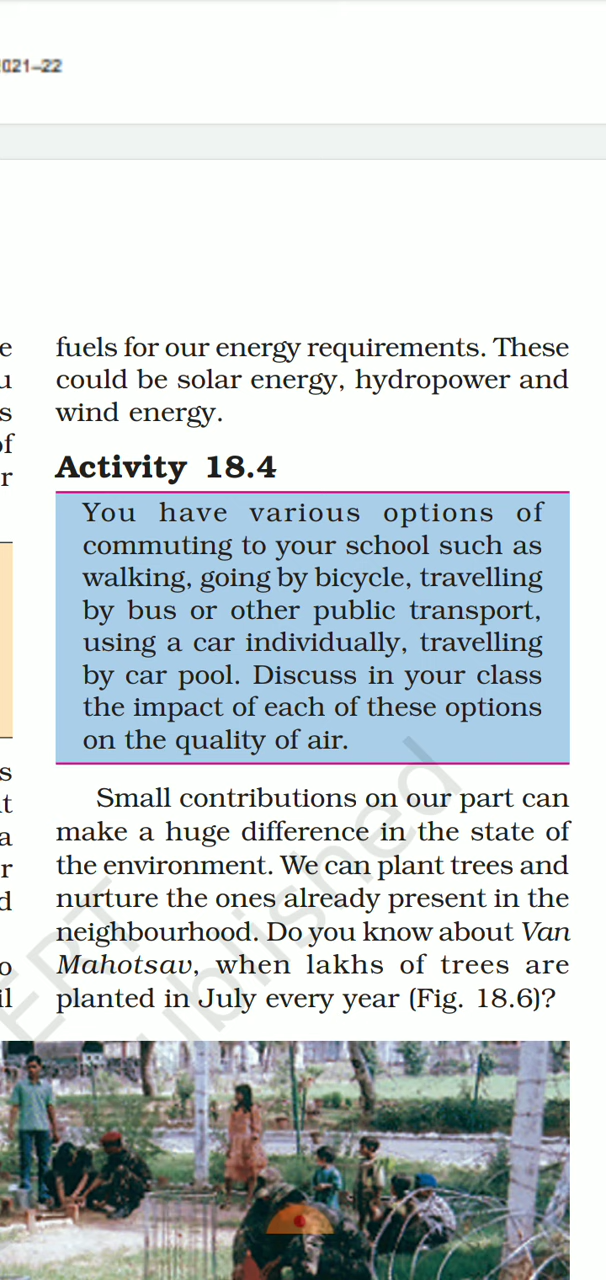 021–22
e
u
s
of
r
s
t
a
r
d
o
il
fuels for our energy requirements. These
could be solar energy, hydropower and
wind energy.
Activity 18.4
You have various options of
commuting to your school such as
walking, going by bicycle, travelling
by bus or other public transport,
using a car individually, travelling
by car pool. Discuss in your class
the impact of each of these options
on the quality of air.
Small contributions on our part can
make a huge difference in the state of
the environment. We can plant trees and
nurture the ones already present in the
neighbourhood. Do you know about Van
Mahotsav, when lakhs of trees are
planted in July every year (Fig. 18.6)?
ERT
ublished